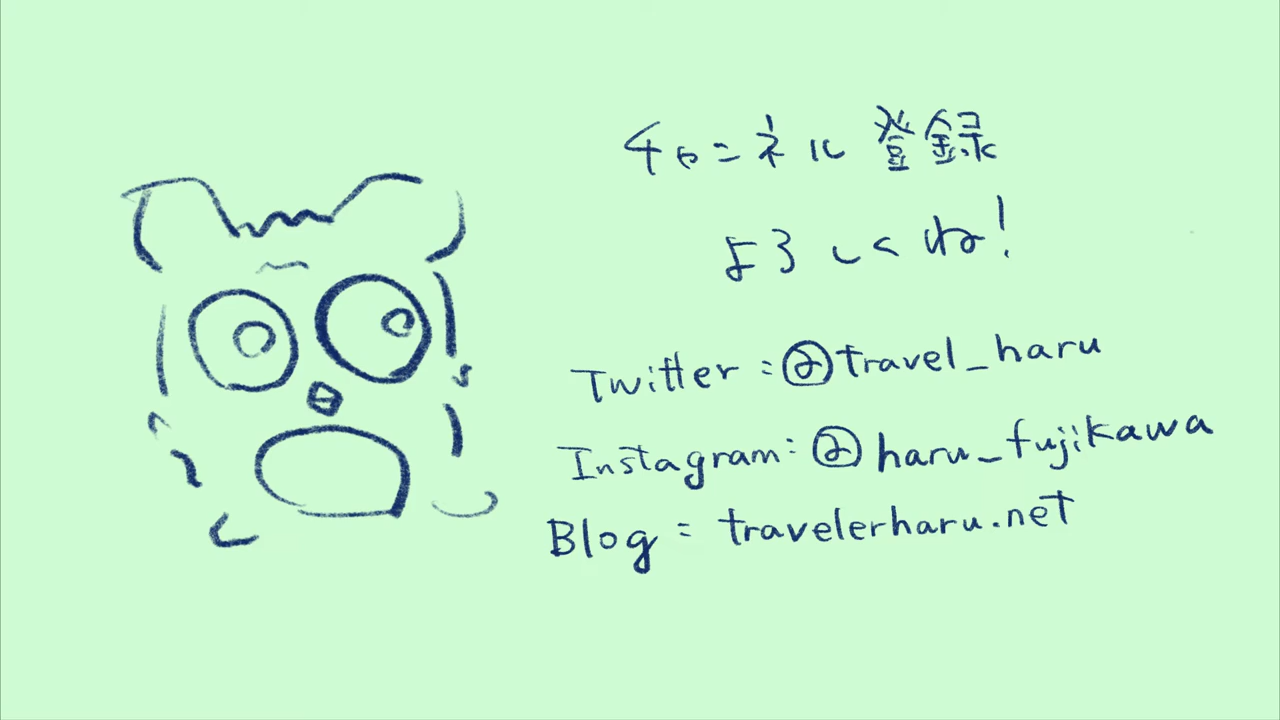 チャンネル登録
よろしくね!
Twitter:@travel_haru
Instagram:@haru_fujikawa
Blog:travelerharu.net